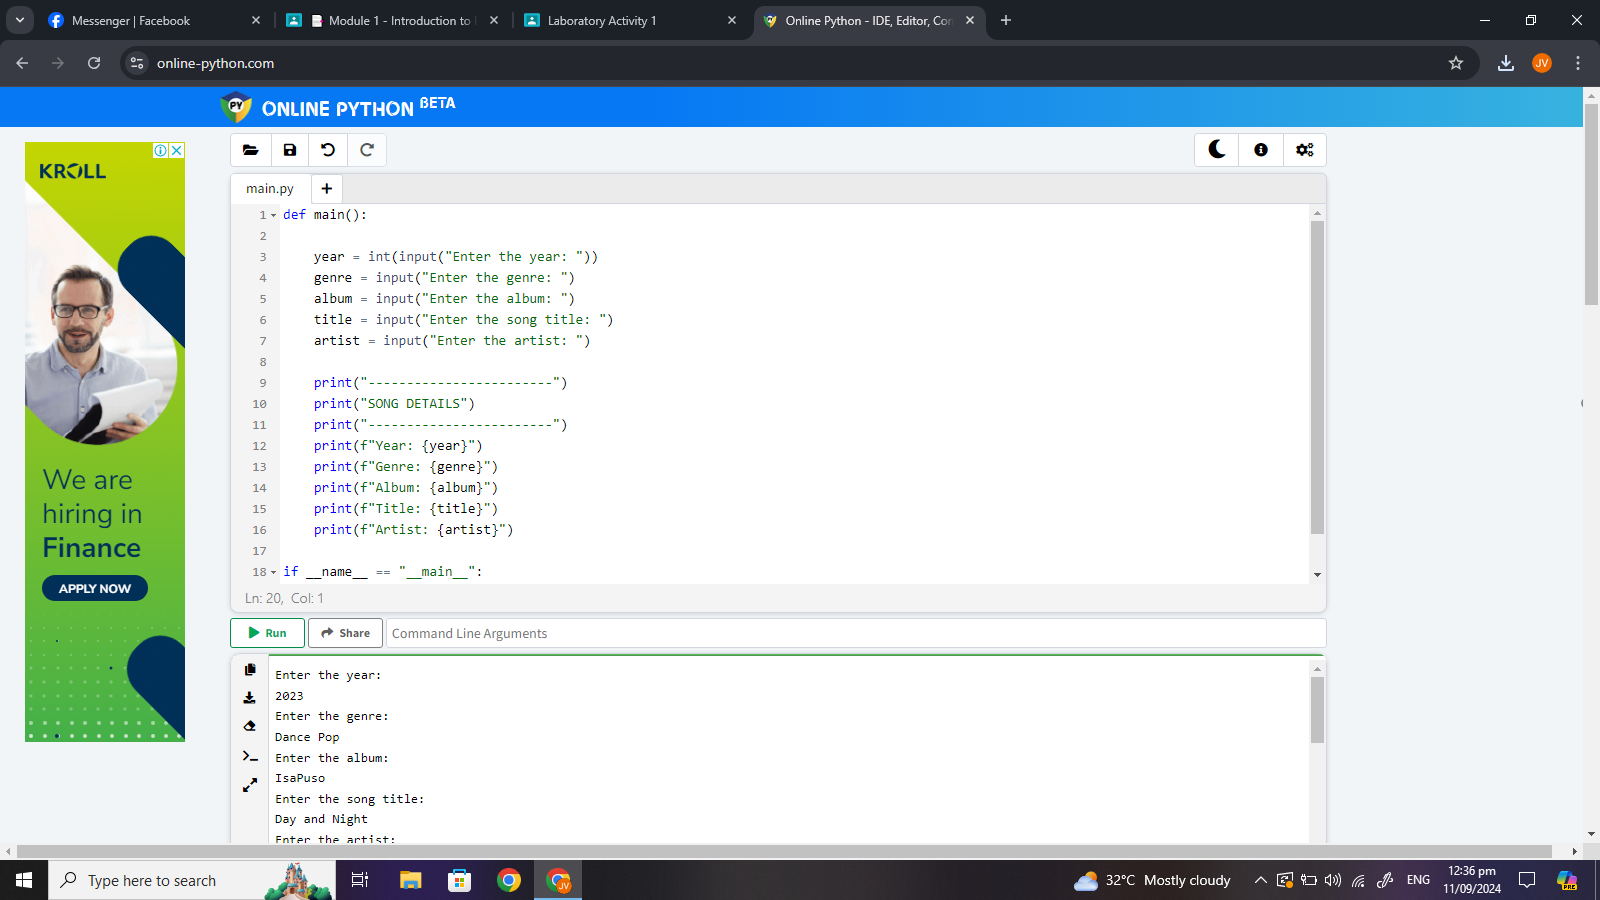 Messenger | Facebook
Module 1 - Introduction to
Laboratory Activity 1
Online Python - IDE, Editor, Con
online-python.com
JV
PY ONLINE PYTHON BETA
KROLL
We are
hiring in
Finance
APPLY NOW
main.py
1 def main():
2
3 year = int(input("Enter the year: "))
4 genre = input("Enter the genre: ")
5 album = input("Enter the album: ")
6 title = input("Enter the song title: ")
7 artist = input("Enter the artist: ")
8
9 print("------------------------")
10 print("SONG DETAILS")
11 print("------------------------")
12 print(f"Year: {year}")
13 print(f"Genre: {genre}")
14 print(f"Album: {album}")
15 print(f"Title: {title}")
16 print(f"Artist: {artist}")
17
18 if __name__ == "__main__":
Ln: 20, Col: 1
Run
Share
Command Line Arguments
Enter the year:
2023
Enter the genre:
Dance Pop
Enter the album:
IsaPuso
Enter the song title:
Day and Night
Enter the artist:
Type here to search
JV
32°C Mostly cloudy
ENG
12:36 pm
11/09/2024
PRE